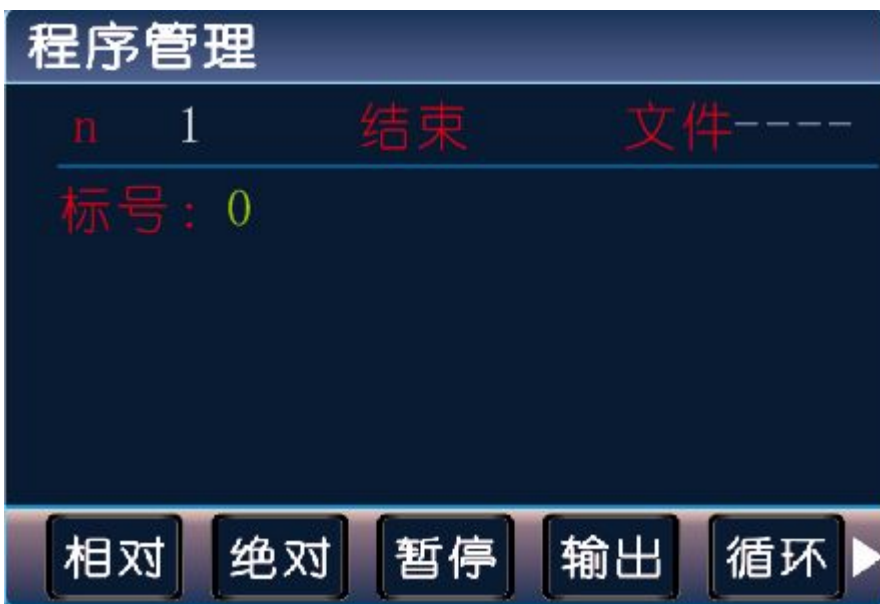 程序管理
n 1 结束 文件----
标号：0
相对 绝对 暂停 输出 循环